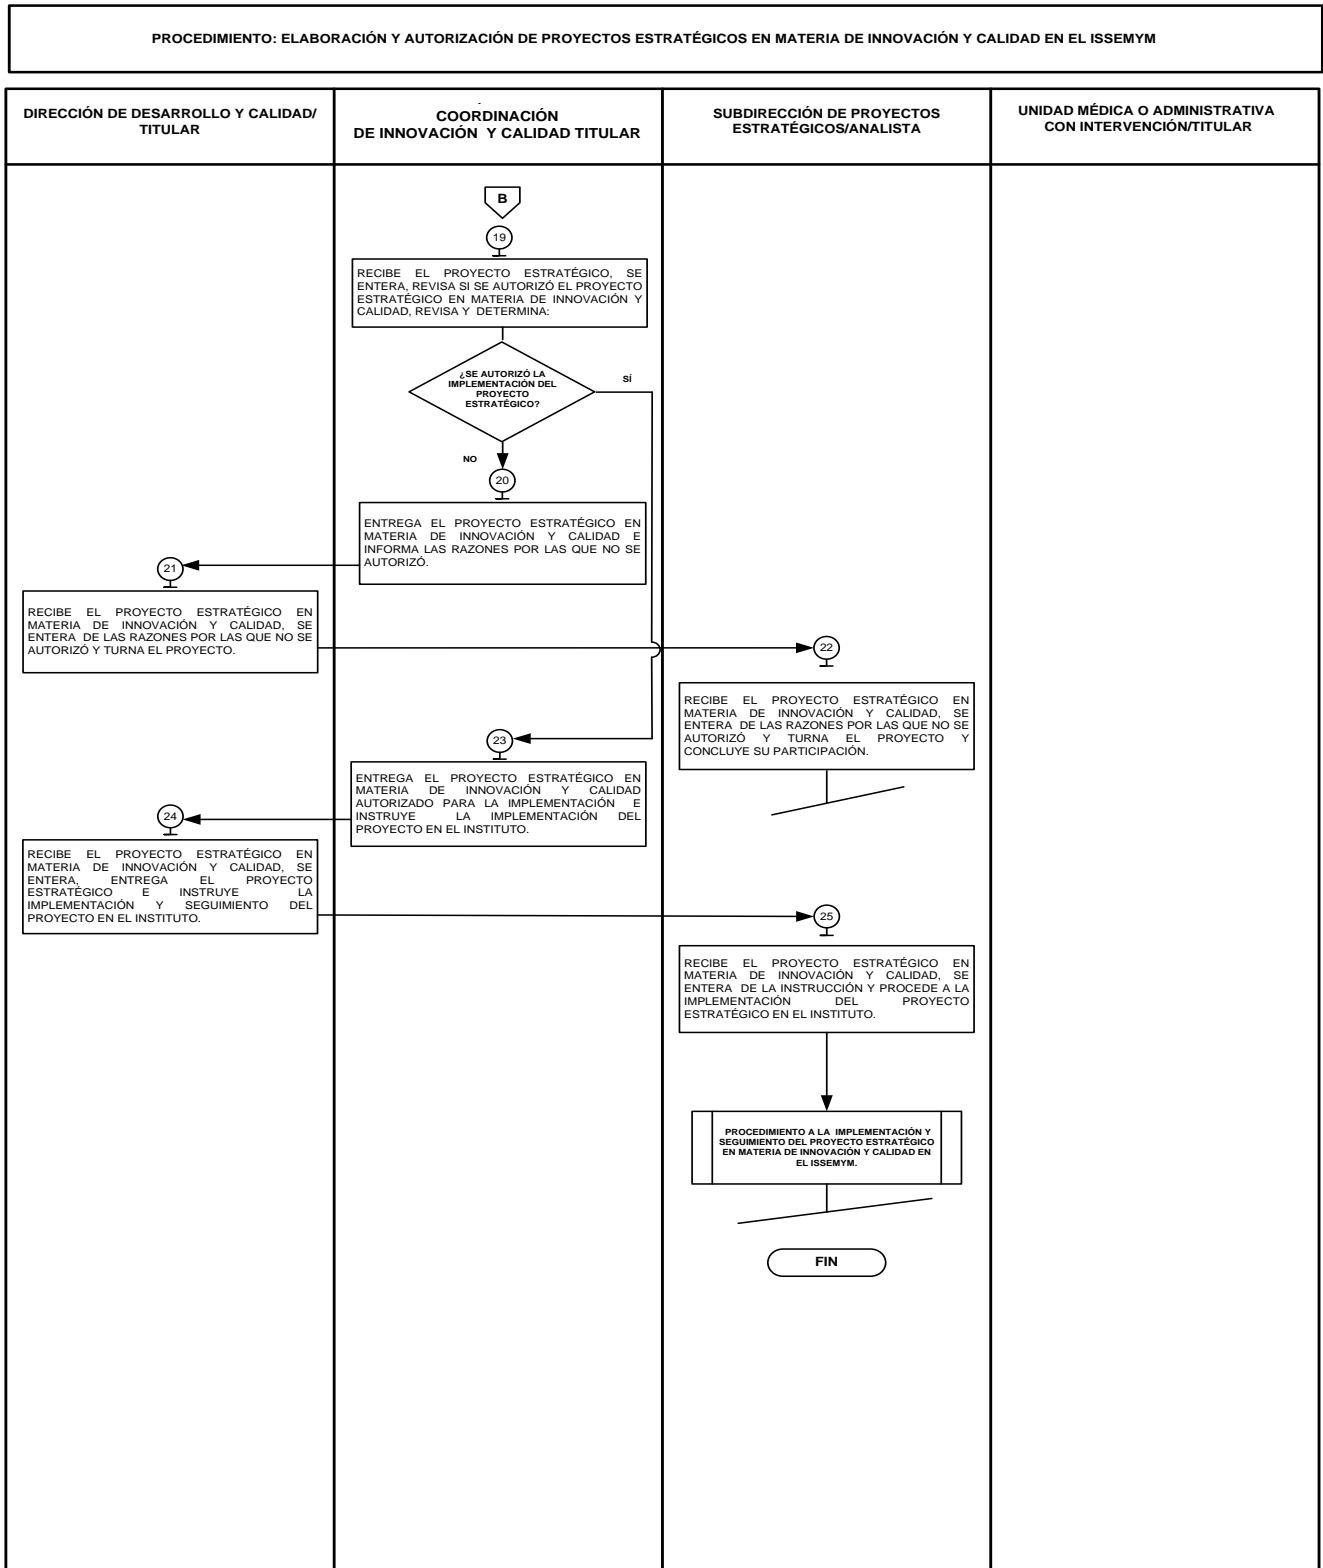 PROCEDIMIENTO: ELABORACIÓN Y AUTORIZACIÓN DE PROYECTOS ESTRATÉGICOS EN MATERIA DE INNOVACIÓN Y CALIDAD EN EL ISSEMYM
DIRECCIÓN DE DESARROLLO Y CALIDAD/
TITULAR
COORDINACIÓN
DE INNOVACIÓN Y CALIDAD TITULAR
SUBDIRECCIÓN DE PROYECTOS
ESTRATÉGICOS/ANALISTA
UNIDAD MÉDICA O ADMINISTRATIVA
CON INTERVENCIÓN/TITULAR
B
19
RECIBE EL PROYECTO ESTRATÉGICO, SE
ENTERA, REVISA SI SE AUTORIZÓ EL PROYECTO
ESTRATÉGICO EN MATERIA DE INNOVACIÓN Y
CALIDAD, REVISA Y DETERMINA:
¿SE AUTORIZÓ LA
IMPLEMENTACIÓN DEL
PROYECTO
ESTRATÉGICO?
SÍ
NO
20
ENTREGA EL PROYECTO ESTRATÉGICO EN
MATERIA DE INNOVACIÓN Y CALIDAD E
INFORMA LAS RAZONES POR LAS QUE NO SE
AUTORIZÓ.
21
RECIBE EL PROYECTO ESTRATÉGICO EN
MATERIA DE INNOVACIÓN Y CALIDAD, SE
ENTERA DE LAS RAZONES POR LAS QUE NO SE
AUTORIZÓ Y TURNA EL PROYECTO.
22
RECIBE EL PROYECTO ESTRATÉGICO EN
MATERIA DE INNOVACIÓN Y CALIDAD, SE
ENTERA DE LAS RAZONES POR LAS QUE NO SE
AUTORIZÓ Y TURNA EL PROYECTO Y
CONCLUYE SU PARTICIPACIÓN.
23
ENTREGA EL PROYECTO ESTRATÉGICO EN
MATERIA DE INNOVACIÓN Y CALIDAD
AUTORIZADO PARA LA IMPLEMENTACIÓN E
INSTRUYE LA IMPLEMENTACIÓN DEL
PROYECTO EN EL INSTITUTO.
24
RECIBE EL PROYECTO ESTRATÉGICO EN
MATERIA DE INNOVACIÓN Y CALIDAD, SE
ENTERA, ENTREGA EL PROYECTO
ESTRATÉGICO E INSTRUYE LA
IMPLEMENTACIÓN Y SEGUIMIENTO DEL
PROYECTO EN EL INSTITUTO.
25
RECIBE EL PROYECTO ESTRATÉGICO EN
MATERIA DE INNOVACIÓN Y CALIDAD, SE
ENTERA DE LA INSTRUCCIÓN Y PROCEDE A LA
IMPLEMENTACIÓN DEL PROYECTO
ESTRATÉGICO EN EL INSTITUTO.
PROCEDIMIENTO A LA IMPLEMENTACIÓN Y
SEGUIMIENTO DEL PROYECTO ESTRATÉGICO
EN MATERIA DE INNOVACIÓN Y CALIDAD EN
EL ISSEMYM.
FIN